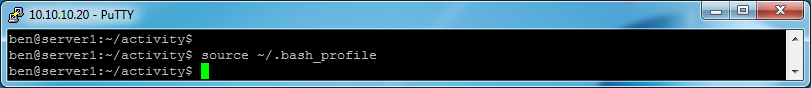 10.10.10.20 - PuTTY
ben@server1:~/activity$
ben@server1:~/activity$ source ~/.bash_profile
ben@server1:~/activity$